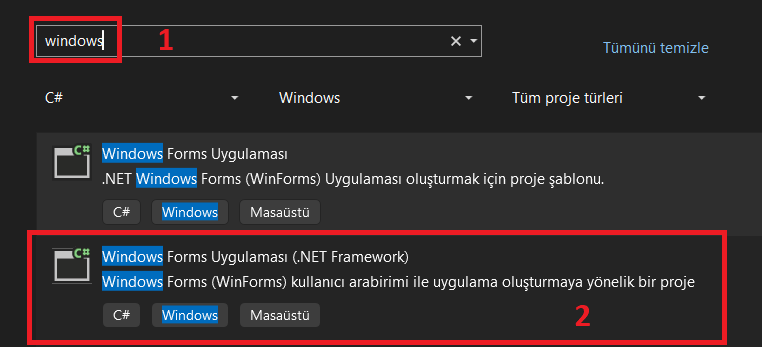 windows 1
Tümünü temizle
C# Windows Tüm proje türleri
C#
Windows Forms Uygulaması
.NET Windows Forms (WinForms) Uygulaması oluşturmak için proje şablonu.
C# Windows Masaüstü
C#
Windows Forms Uygulaması (.NET Framework)
Windows Forms (WinForms) kullanıcı arabirimi ile uygulama oluşturmaya yönelik bir proje
C# Windows Masaüstü
2